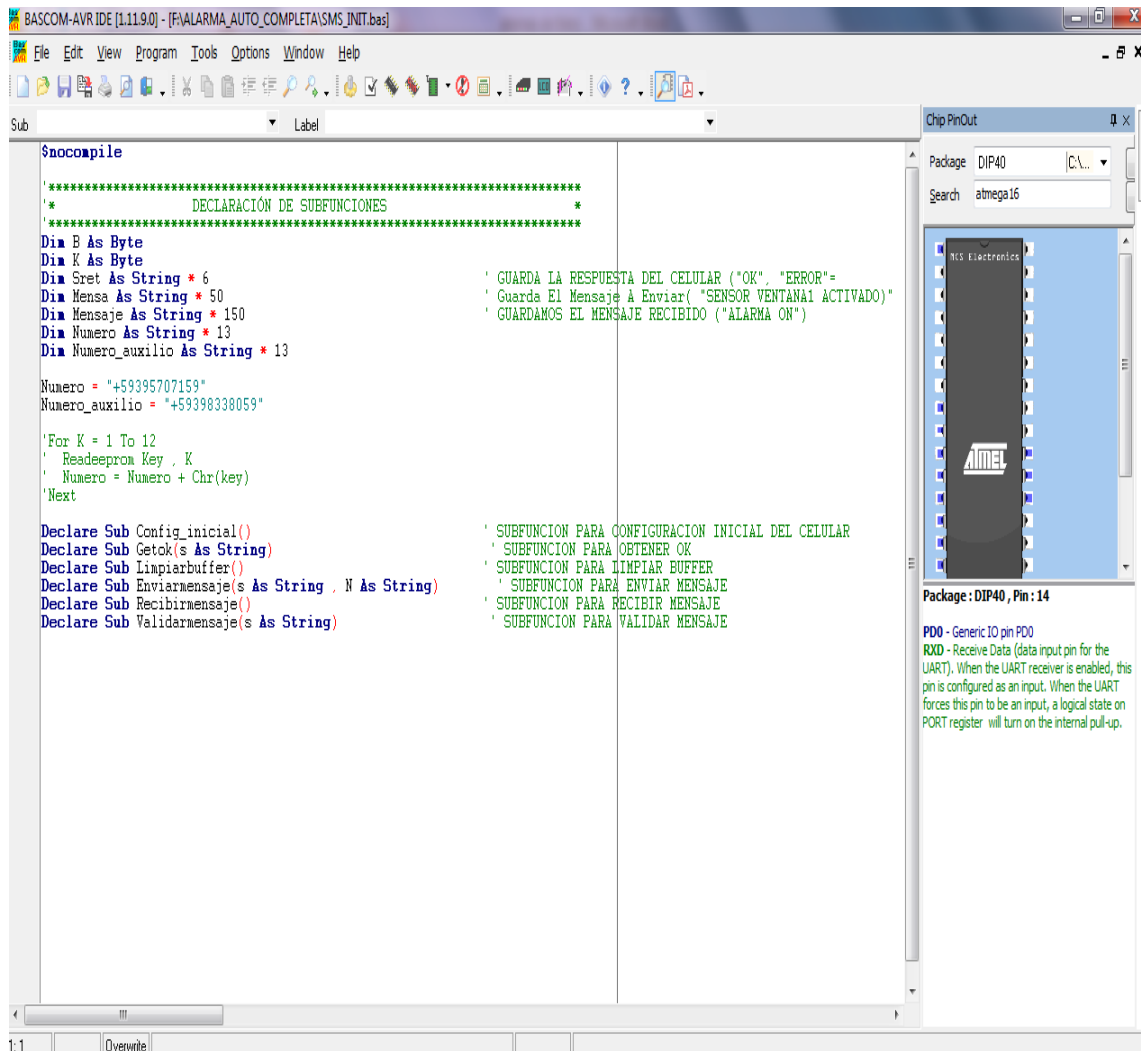 BASCOM-AVR IDE [1.11.9.0] - [F:\ALARMA_AUTO_COMPLETA\SMS_INIT.bas]
File Edit View Program Tools Options Window Help
Sub
Label
$nocompile
'*************************************************************************
'* DECLARACIÓN DE SUBFUNCIONES *
'*************************************************************************
Dim B As Byte
Dim K As Byte
Dim Sret As String * 6 ' GUARDA LA RESPUESTA DEL CELULAR ("OK", "ERROR"=
Dim Mensa As String * 50 ' Guarda El Mensaje A Enviar( "SENSOR VENTANA1 ACTIVADO)"
Dim Mensaje As String * 150 ' GUARDAMOS EL MENSAJE RECIBIDO ("ALARMA ON")
Dim Numero As String * 13
Dim Numero_auxilio As String * 13
Numero = "+59395707159"
Numero_auxilio = "+59398338059"
'For K = 1 To 12
' Readeeprom Key , K
' Numero = Numero + Chr(key)
'Next
Declare Sub Config_inicial() ' SUBFUNCION PARA CONFIGURACION INICIAL DEL CELULAR
Declare Sub Getok(s As String) ' SUBFUNCION PARA OBTENER OK
Declare Sub Limpiarbuffer() ' SUBFUNCION PARA LIMPIAR BUFFER
Declare Sub Enviarmensaje(s As String , N As String) ' SUBFUNCION PARA ENVIAR MENSAJE
Declare Sub Recibirmensaje() ' SUBFUNCION PARA RECIBIR MENSAJE
Declare Sub Validarmensaje(s As String) ' SUBFUNCION PARA VALIDAR MENSAJE
Chip PinOut
Package DIP40 C:\...
Search atmega16
MCS Electronics
ATMEL
Package : DIP40 , Pin : 14
PD0 - Generic IO pin PD0
RXD - Receive Data (data input pin for the
UART). When the UART receiver is enabled, this
pin is configured as an input. When the UART
forces this pin to be an input, a logical state on
PORT register will turn on the internal pull-up.
1: 1 Overwrite